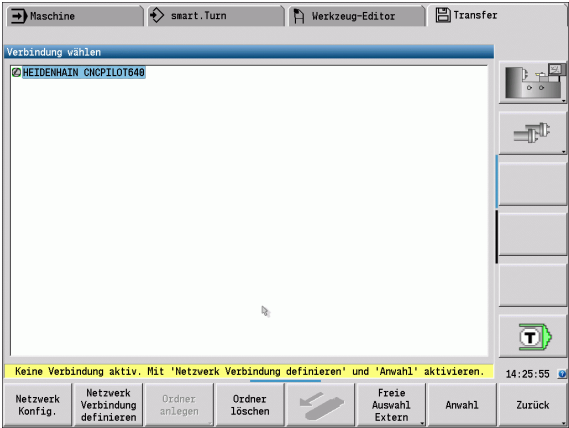 Maschine
smart.Turn
Werkzeug-Editor
Transfer
Verbindung wählen
HEIDENHAIN CNCPILOT640
T
Keine Verbindung aktiv. Mit 'Netzwerk Verbindung definieren' und 'Anwahl' aktivieren.
14:25:55
Netzwerk
Konfig.
Netzwerk
Verbindung
definieren
Ordner
anlegen
Ordner
löschen
Freie
Auswahl
Extern
Anwahl
Zurück